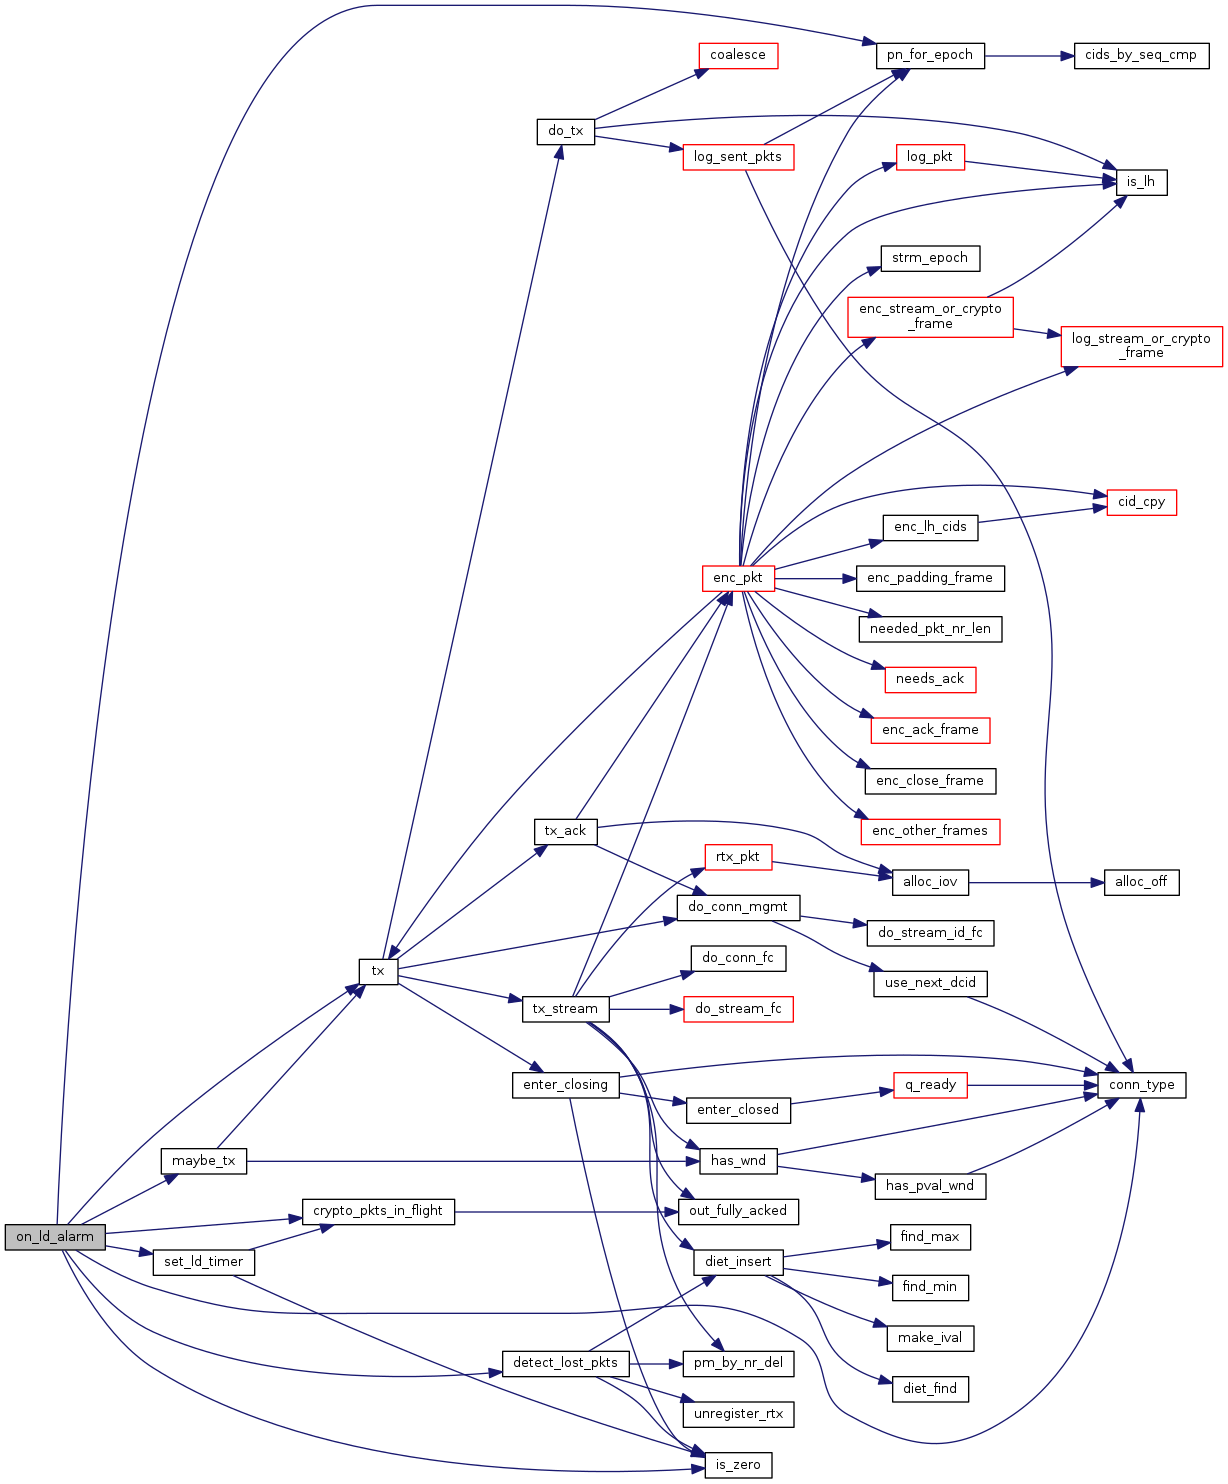 coalesce
pn_for_epoch
cids_by_seq_cmp
do_tx
log_sent_pkts
log_pkt
is_lh
strm_epoch
enc_stream_or_crypto
_frame
log_stream_or_crypto
_frame
cid_cpy
enc_lh_cids
enc_pkt
enc_padding_frame
needed_pkt_nr_len
needs_ack
enc_ack_frame
enc_close_frame
tx_ack
enc_other_frames
rtx_pkt
alloc_iov
alloc_off
do_conn_mgmt
do_stream_id_fc
tx
do_conn_fc
use_next_dcid
tx_stream
do_stream_fc
enter_closing
q_ready
conn_type
enter_closed
maybe_tx
has_wnd
has_pval_wnd
crypto_pkts_in_flight
out_fully_acked
on_ld_alarm
find_max
set_ld_timer
diet_insert
find_min
make_ival
detect_lost_pkts
pm_by_nr_del
diet_find
unregister_rtx
is_zero